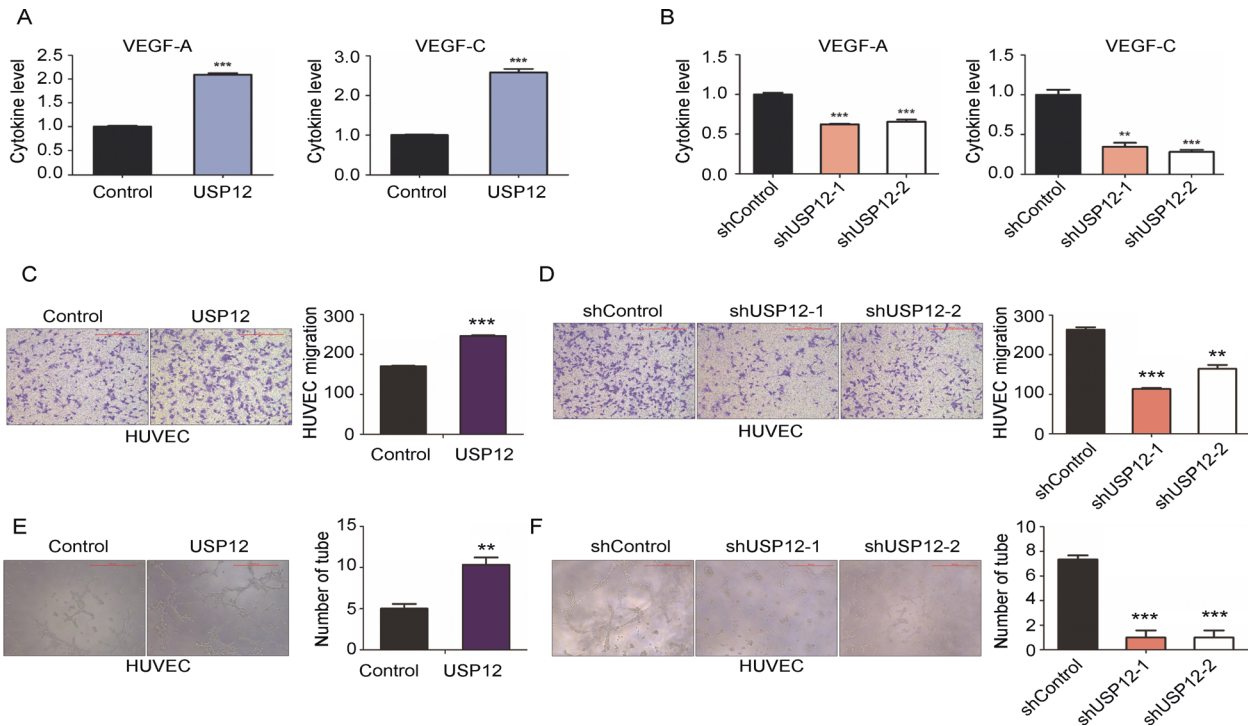 A
VEGF-A
Cytokine level
2.5
2.0
1.5
1.0
0.5
0.0
***
Control
USP12
VEGF-C
Cytokine level
3.0
2.0
1.0
0.0
***
Control
USP12
B
VEGF-A
Cytokine level
1.5
1.0
0.5
0.0
***
***
shControl
shUSP12-1
shUSP12-2
VEGF-C
Cytokine level
1.5
1.0
0.5
0.0
**
***
shControl
shUSP12-1
shUSP12-2
C
Control
USP12
HUVEC
HUVEC migration
300
200
100
0
***
Control
USP12
D
shControl
shUSP12-1
shUSP12-2
HUVEC
HUVEC migration
300
200
100
0
***
**
shControl
shUSP12-1
shUSP12-2
E
Control
USP12
HUVEC
Number of tube
15
10
5
0
**
Control
USP12
F
shControl
shUSP12-1
shUSP12-2
HUVEC
Number of tube
10
8
6
4
2
0
***
***
shControl
shUSP12-1
shUSP12-2